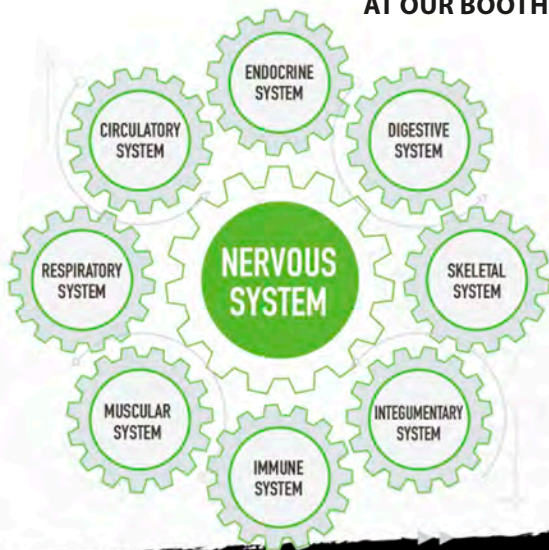 AT OUR BOOTH
ENDOCRINE
SYSTEM
CIRCULATORY
SYSTEM
DIGESTIVE
SYSTEM
RESPIRATORY
SYSTEM
NERVOUS
SYSTEM
SKELETAL
SYSTEM
MUSCULAR
SYSTEM
INTEGUMENTARY
SYSTEM
IMMUNE
SYSTEM